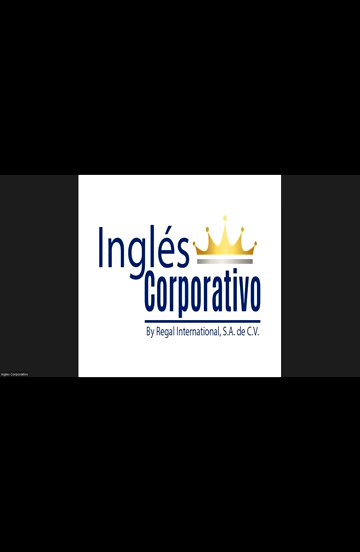 Inglés
Corporativo
By Regal International, S.A. de C.V.
Inglés Corporativo